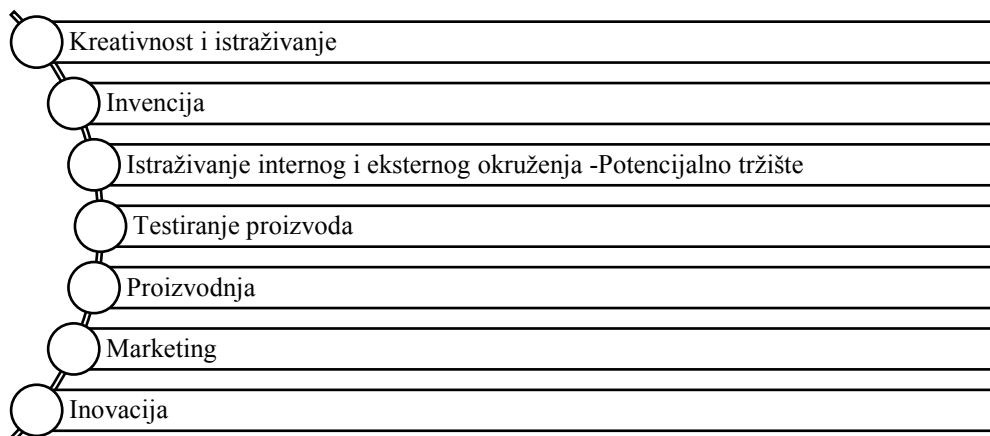 Kreativnost i istraživanje
Invencija
Istraživanje internog i eksternog okruženja -Potencijalno tržište
Testiranje proizvoda
Proizvodnja
Marketing
Inovacija